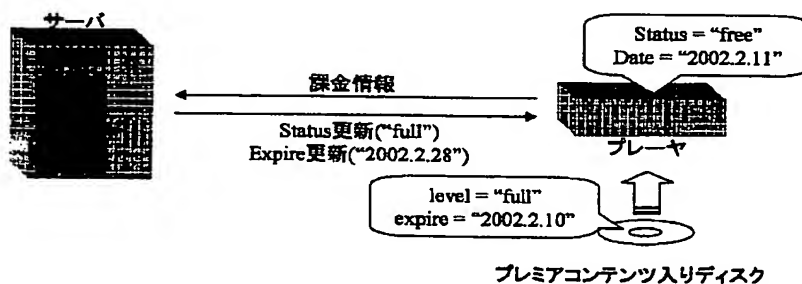 サーバ
Status = “free”
Date = “2002.2.11”
課金情報
Status更新(“full”)
Expire更新(“2002.2.28”)
プレーヤ
level = “full”
expire = “2002.2.10”
プレミアコンテンツ入りディスク